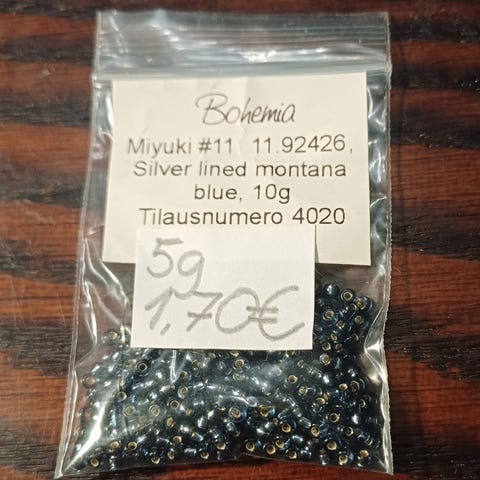 Bohemia
Miyuki #11 11.92426,
Silver lined montana
blue, 10g
Tilausnumero 4020
5g
1,70€